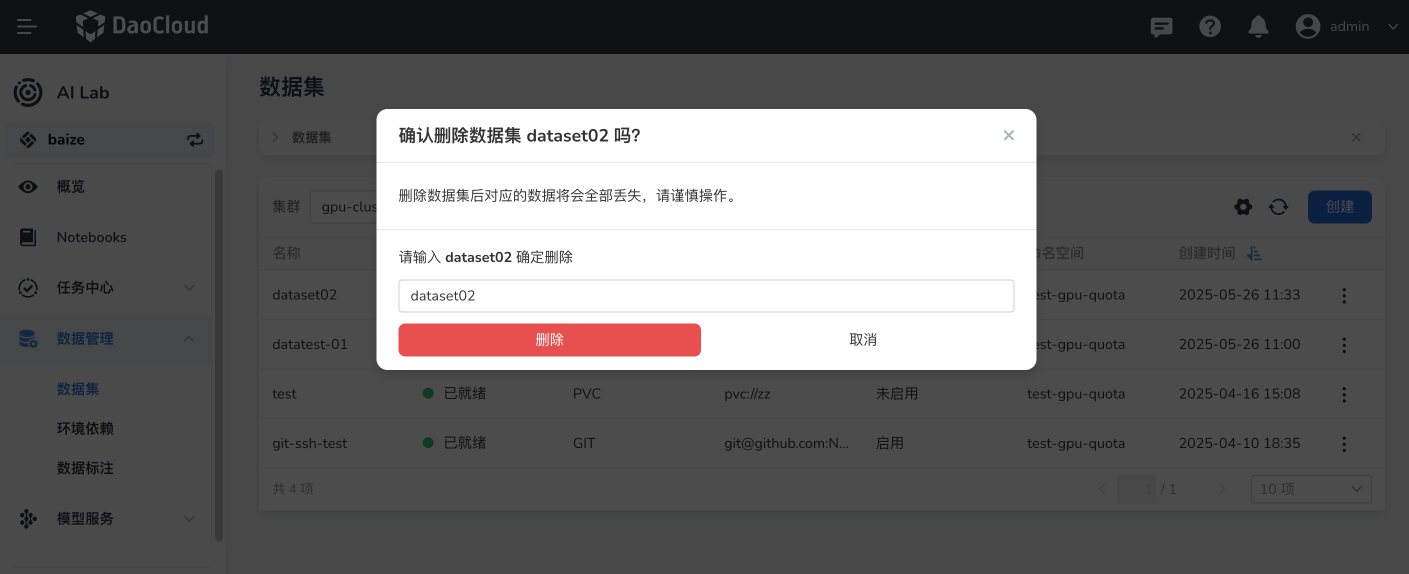 DaoCloud
admin
AI Lab
baize
概览
Notebooks
任务中心
数据管理
数据集
环境依赖
数据标注
模型服务
数据集
数据集
集群 gpu-clus
创建
名称 命名空间 创建时间
dataset02 est-gpu-quota 2025-05-26 11:33
datatest-01 est-gpu-quota 2025-05-26 11:00
test 已就绪 PVC pvc://zz 未启用 test-gpu-quota 2025-04-16 15:08
git-ssh-test 已就绪 GIT git@github.com:N... 启用 test-gpu-quota 2025-04-10 18:35
共 4 项 1 / 1 10 项
确认删除数据集 dataset02 吗?
删除数据集后对应的数据将会全部丢失，请谨慎操作。
请输入 dataset02 确定删除
dataset02
删除 取消